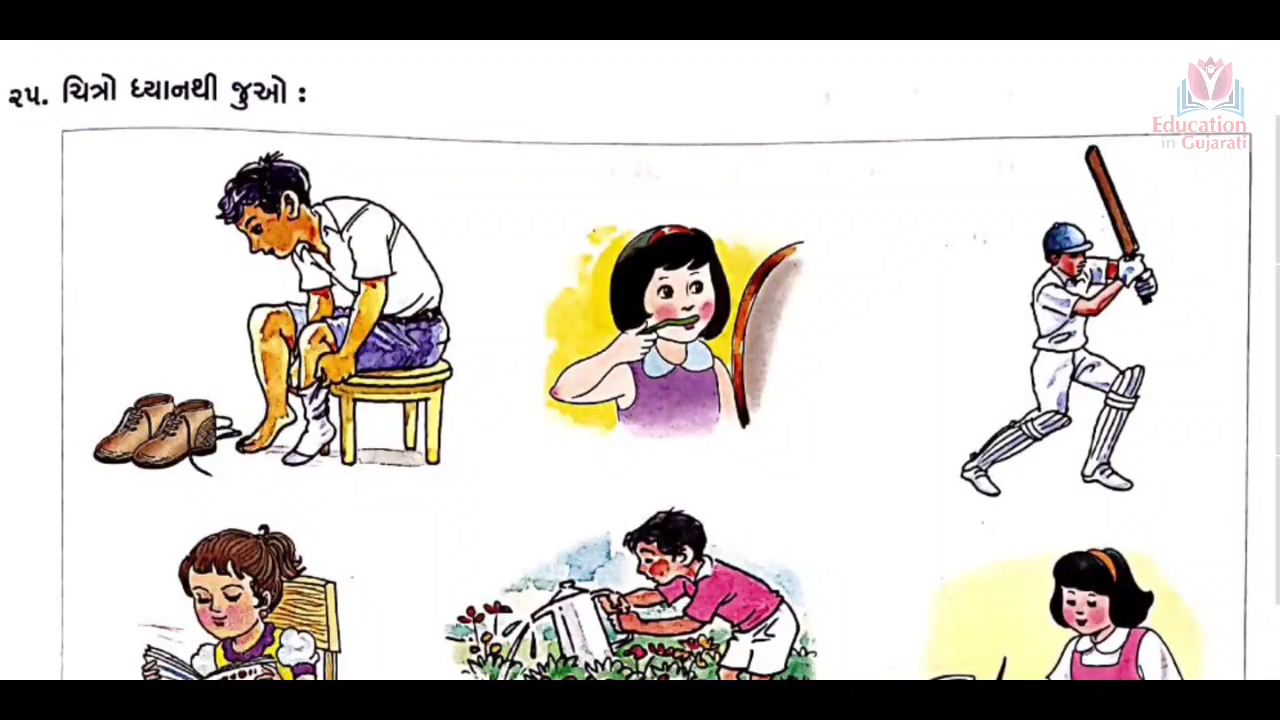 ૨૫. ચિત્રો ધ્યાનથી જુઓ :
Education
in Gujarati